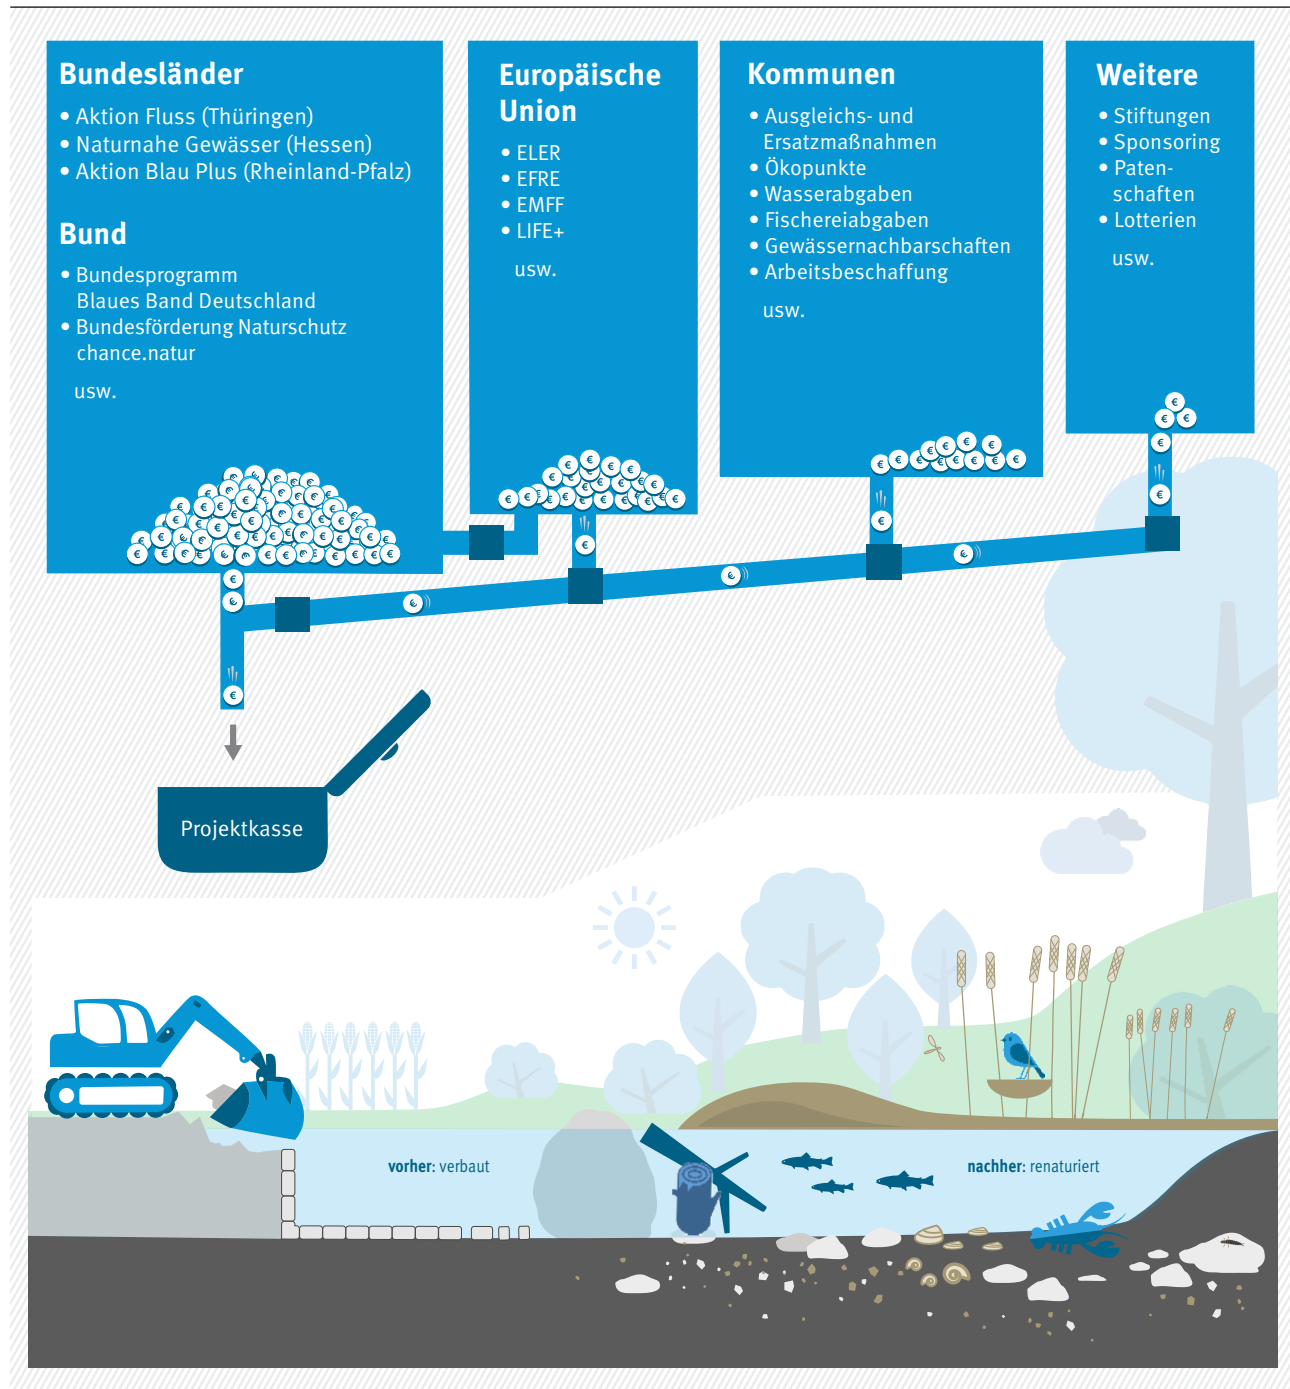 Bundesländer
• Aktion Fluss (Thüringen)
• Naturnahe Gewässer (Hessen)
• Aktion Blau Plus (Rheinland-Pfalz)
Bund
• Bundesprogramm
Blaues Band Deutschland
• Bundesförderung Naturschutz
chance.natur
usw.
Europäische
Union
• ELER
• EFRE
• EMFF
• LIFE+
usw.
Kommunen
• Ausgleichs- und
Ersatzmaßnahmen
• Ökopunkte
• Wasserabgaben
• Fischereiabgaben
• Gewässernachbarschaften
• Arbeitsbeschaffung
usw.
Weitere
• Stiftungen
• Sponsoring
• Paten-
schaften
• Lotterien
usw.
Projektkasse
vorher: verbaut
nachher: renaturiert